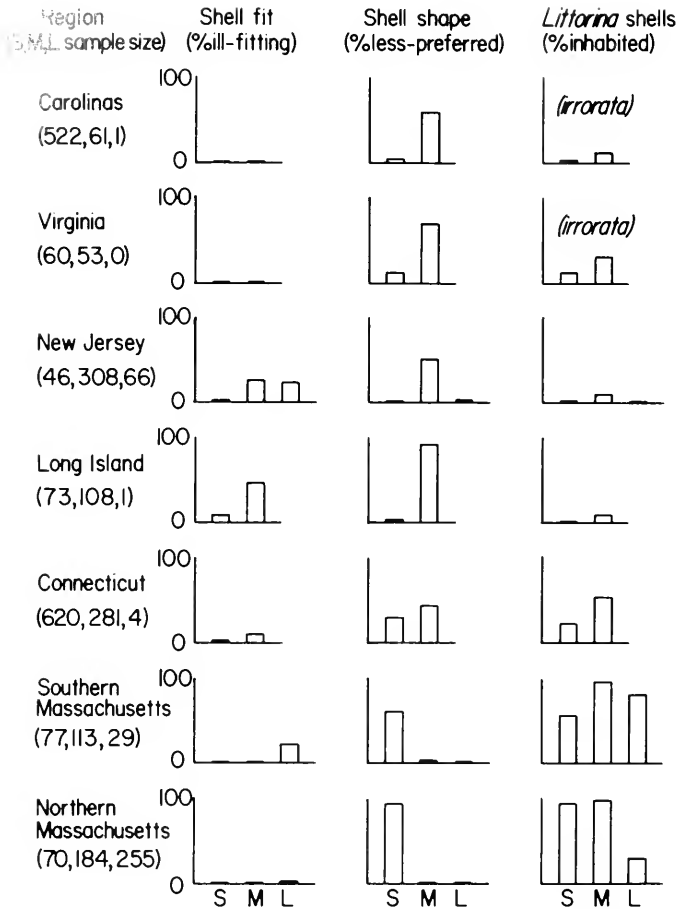 Region Shell fit Shell shape Littorina shells
(S,M,L sample size) (%ill-fitting) (%less-preferred) (%inhabited)
100
Carolinas (irrorata)
(522,61,1)
0
100
Virginia (irrorata)
(60,53,0)
0
100
New Jersey
(46,308,66)
0
100
Long Island
(73,108,1)
0
100
Connecticut
(620,281,4)
0
100
Southern
Massachusetts
(77,113,29)
0
100
Northern
Massachusetts
(70,184,255)
0
S M L S M L S M L